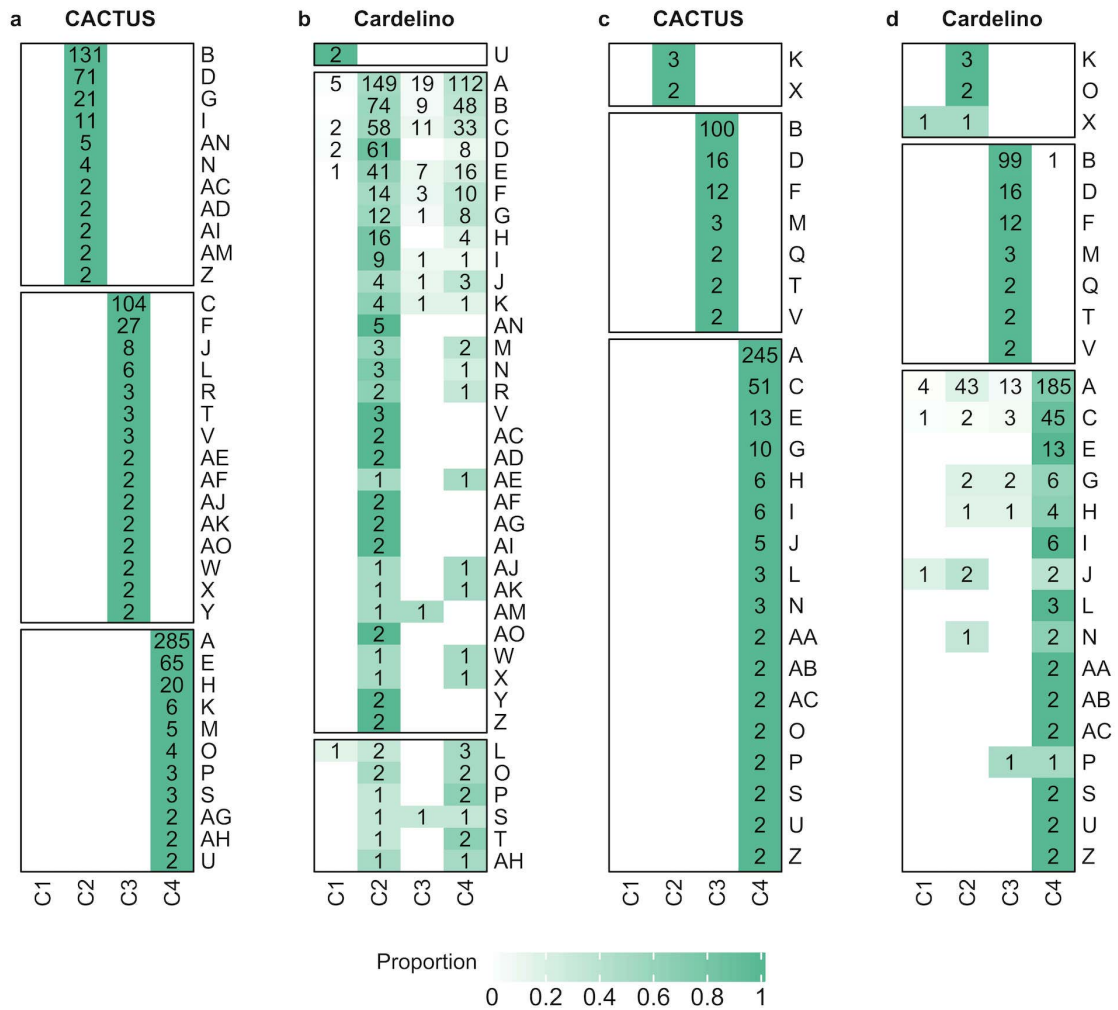 a CACTUS b Cardelino c CACTUS d Cardelino
131 B
71 D
21 G
11 I
5 AN
4 N
2 AC
2 AD
2 AI
2 AM
2 Z
104 C
27 F
8 J
6 L
3 R
3 T
3 V
2 AE
2 AF
2 AJ
2 AK
2 AO
2 W
2 X
2 Y
285 A
65 E
20 H
6 K
5 M
4 O
3 P
3 S
2 AG
2 AH
2 U
C1 C2 C3 C4
2 U
5 149 19 112 A
74 9 48 B
2 58 11 33 C
2 61 8 D
1 41 7 16 E
14 3 10 F
12 1 8 G
16 4 H
9 1 1 I
4 1 3 J
4 1 1 K
5 AN
3 2 M
3 1 N
2 1 R
3 V
2 AC
2 AD
1 1 AE
2 AF
2 AG
2 AI
1 1 AJ
1 1 AK
1 1 AM
2 AO
1 1 W
1 1 X
2 Y
2 Z
1 2 3 L
2 2 O
1 2 P
1 1 1 S
1 2 T
1 1 AH
C1 C2 C3 C4
3 K
2 X
100 B
16 D
12 F
3 M
2 Q
2 T
2 V
245 A
51 C
13 E
10 G
6 H
6 I
5 J
3 L
3 N
2 AA
2 AB
2 AC
2 O
2 P
2 S
2 U
2 Z
C1 C2 C3 C4
3 K
2 O
1 1 X
99 1 B
16 D
12 F
3 M
2 Q
2 T
2 V
4 43 13 185 A
1 2 3 45 C
13 E
2 2 6 G
1 1 4 H
6 I
1 2 2 J
3 L
1 2 N
2 AA
2 AB
2 AC
1 1 P
2 S
2 U
2 Z
C1 C2 C3 C4
Proportion
0 0.2 0.4 0.6 0.8 1